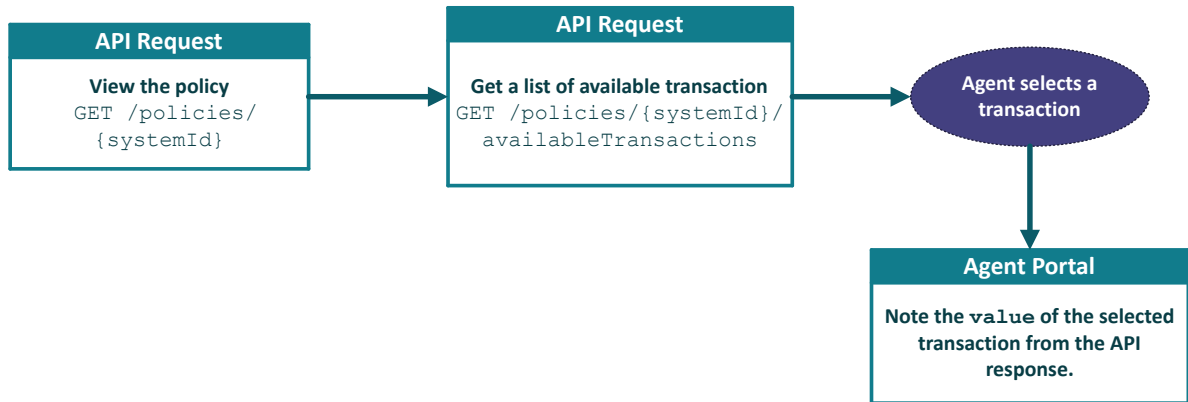 API Request
View the policy
GET /policies/
{systemId}
API Request
Get a list of available transaction
GET /policies/{systemId}/
availableTransactions
Agent selects a
transaction
Agent Portal
Note the value of the selected
transaction from the API
response.